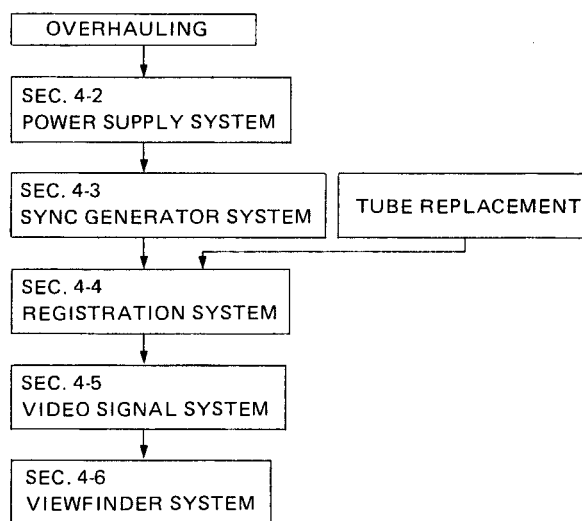 OVERHAULING
SEC. 4-2
POWER SUPPLY SYSTEM
SEC. 4-3
SYNC GENERATOR SYSTEM
TUBE REPLACEMENT
SEC. 4-4
REGISTRATION SYSTEM
SEC. 4-5
VIDEO SIGNAL SYSTEM
SEC. 4-6
VIEWFINDER SYSTEM